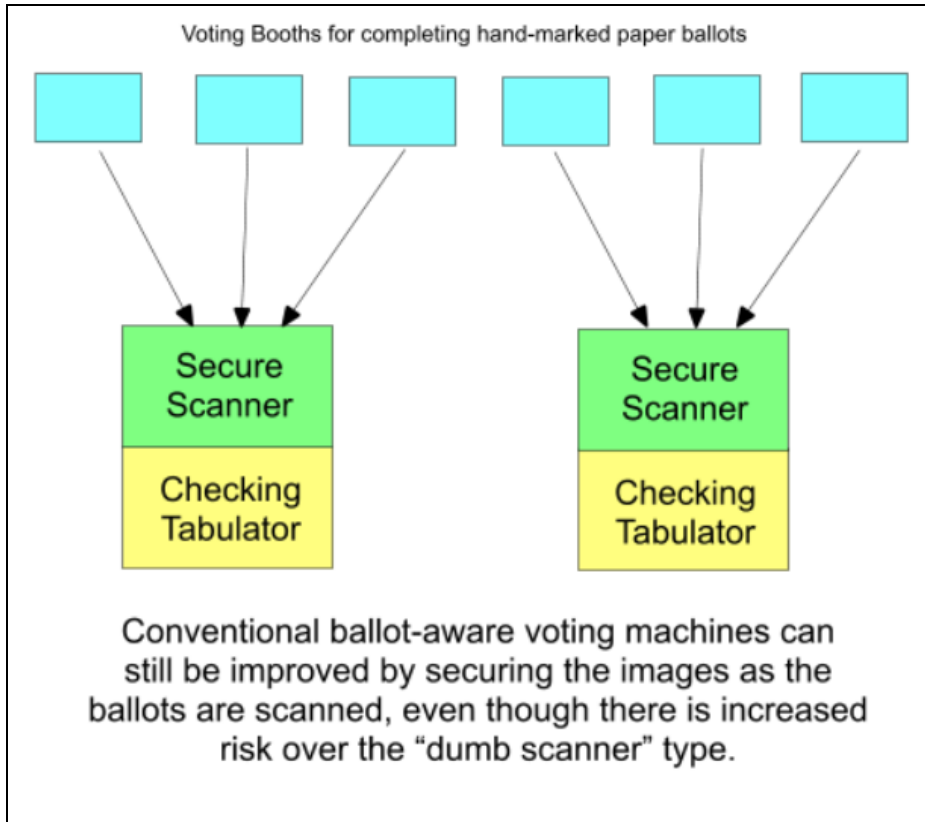 Voting Booths for completing hand-marked paper ballots
Secure
Scanner
Checking
Tabulator
Secure
Scanner
Checking
Tabulator
Conventional ballot-aware voting machines can
still be improved by securing the images as the
ballots are scanned, even though there is increased
risk over the “dumb scanner” type.